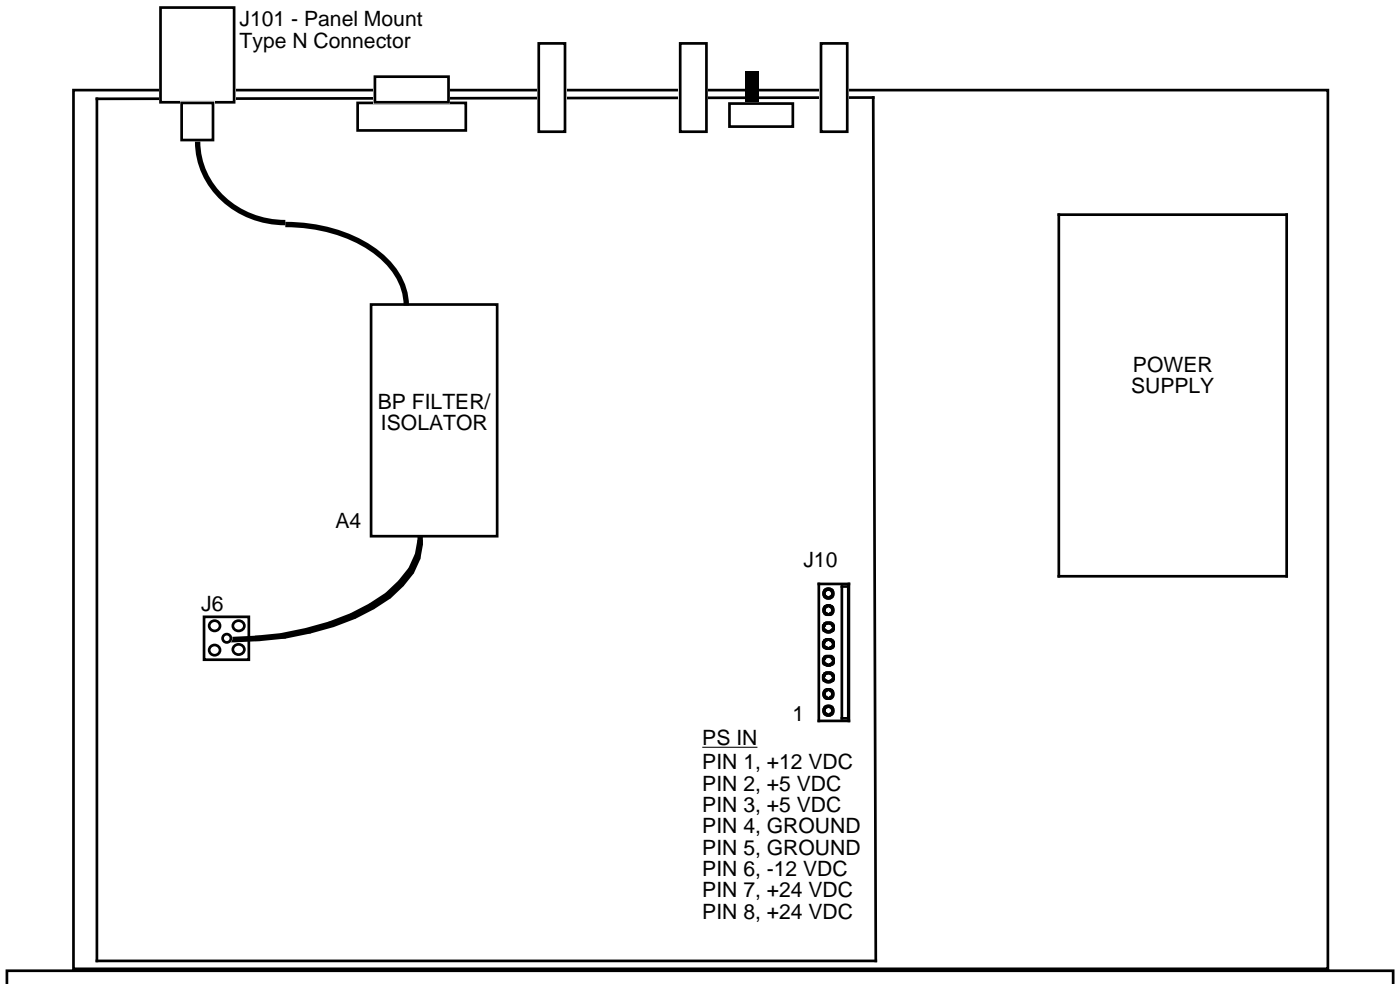 J101 - Panel Mount
Type N Connector
POWER
SUPPLY
BP FILTER/
ISOLATOR
A4
J10
J6
1
PS IN
PIN 1, +12 VDC
PIN 2, +5 VDC
PIN 3, +5 VDC
PIN 4, GROUND
PIN 5, GROUND
PIN 6, -12 VDC
PIN 7, +24 VDC
PIN 8, +24 VDC